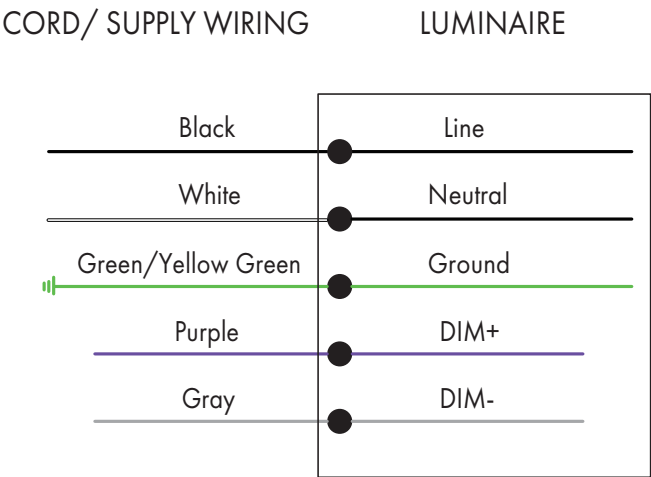 CORD/ SUPPLY WIRING LUMINAIRE
Black Line
White Neutral
Green/Yellow Green Ground
Purple DIM+
Gray DIM-